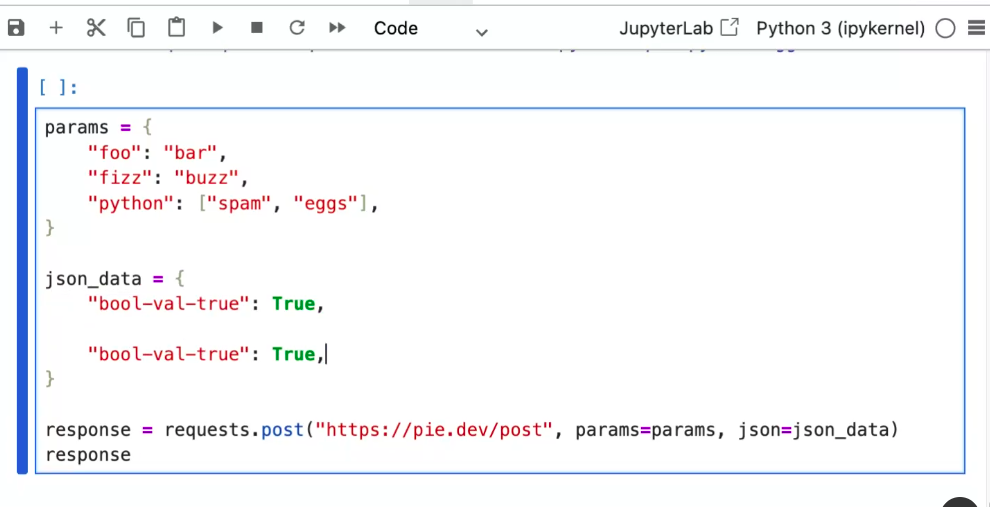 Code JupyterLab Python 3 (ipykernel)
[ ]:
params = {
    "foo": "bar",
    "fizz": "buzz",
    "python": ["spam", "eggs"],
}
json_data = {
    "bool-val-true": True,
    "bool-val-true": True,
}
response = requests.post("https://pie.dev/post", params=params, json=json_data)
response